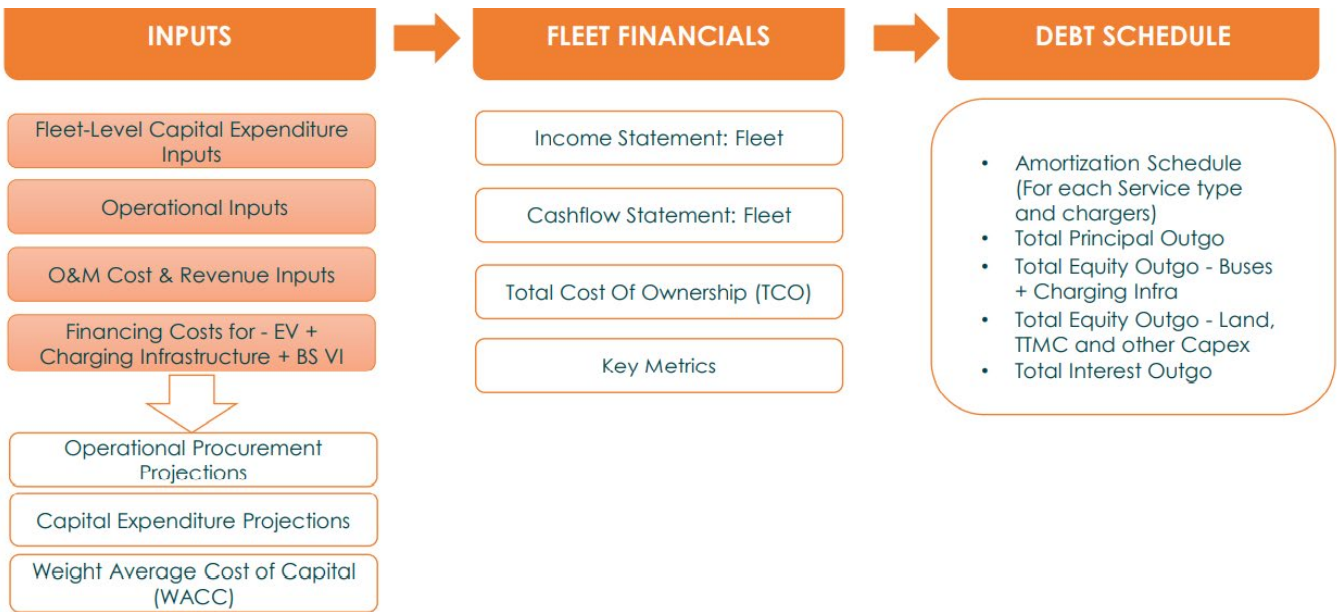 INPUTS
FLEET FINANCIALS
DEBT SCHEDULE
Fleet-Level Capital Expenditure
Inputs
Operational Inputs
O&M Cost & Revenue Inputs
Financing Costs for - EV +
Charging Infrastructure + BS VI
Operational Procurement
Projections
Capital Expenditure Projections
Weight Average Cost of Capital
(WACC)
Income Statement: Fleet
Cashflow Statement: Fleet
Total Cost Of Ownership (TCO)
Key Metrics
• Amortization Schedule
(For each Service type
and chargers)
• Total Principal Outgo
• Total Equity Outgo - Buses
+ Charging Infra
• Total Equity Outgo - Land,
TTMC and other Capex
• Total Interest Outgo